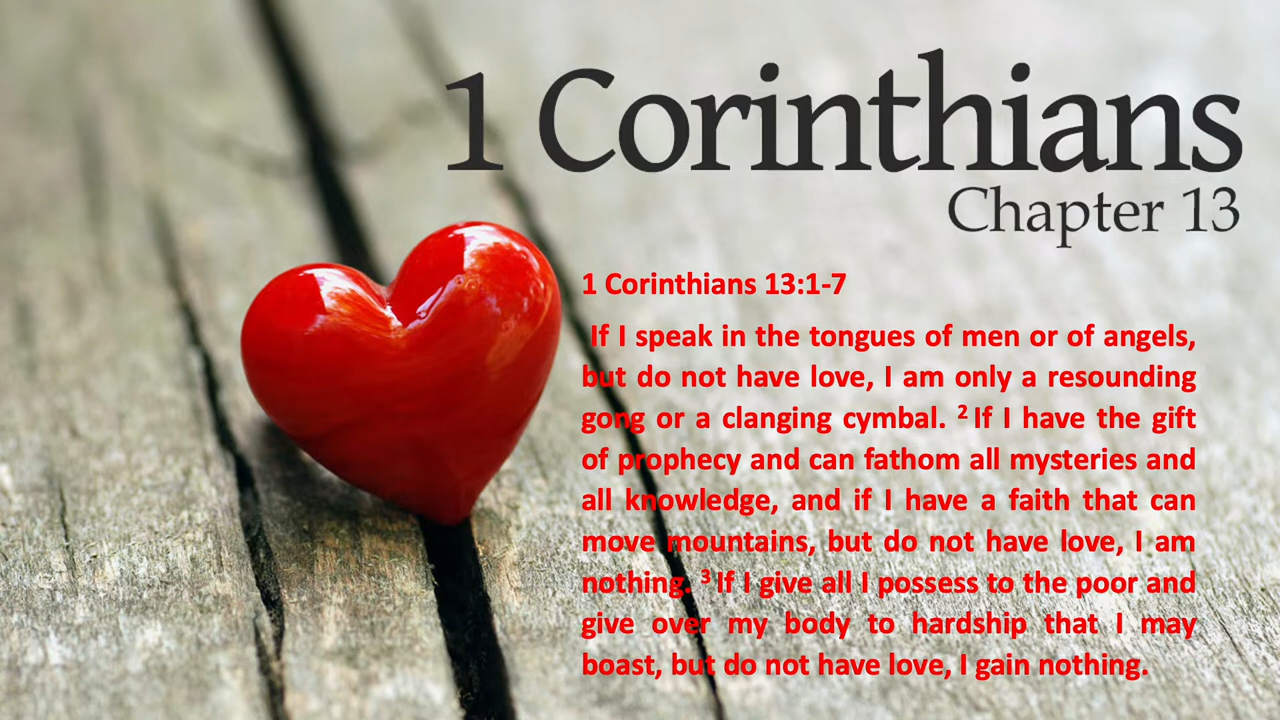 1 Corinthians
Chapter 13
1 Corinthians 13:1-7
If I speak in the tongues of men or of angels,
but do not have love, I am only a resounding
gong or a clanging cymbal. ² If I have the gift
of prophecy and can fathom all mysteries and
all knowledge, and if I have a faith that can
move mountains, but do not have love, I am
nothing. ³ If I give all I possess to the poor and
give over my body to hardship that I may
boast, but do not have love, I gain nothing.